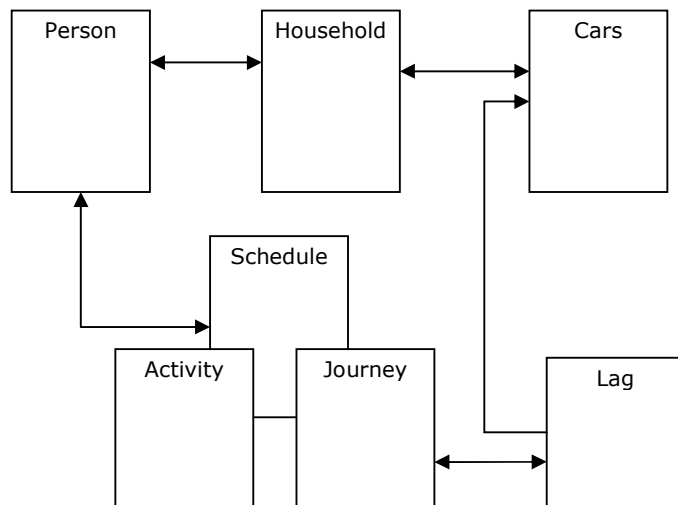 Person
Household
Cars
Schedule
Activity
Journey
Lag